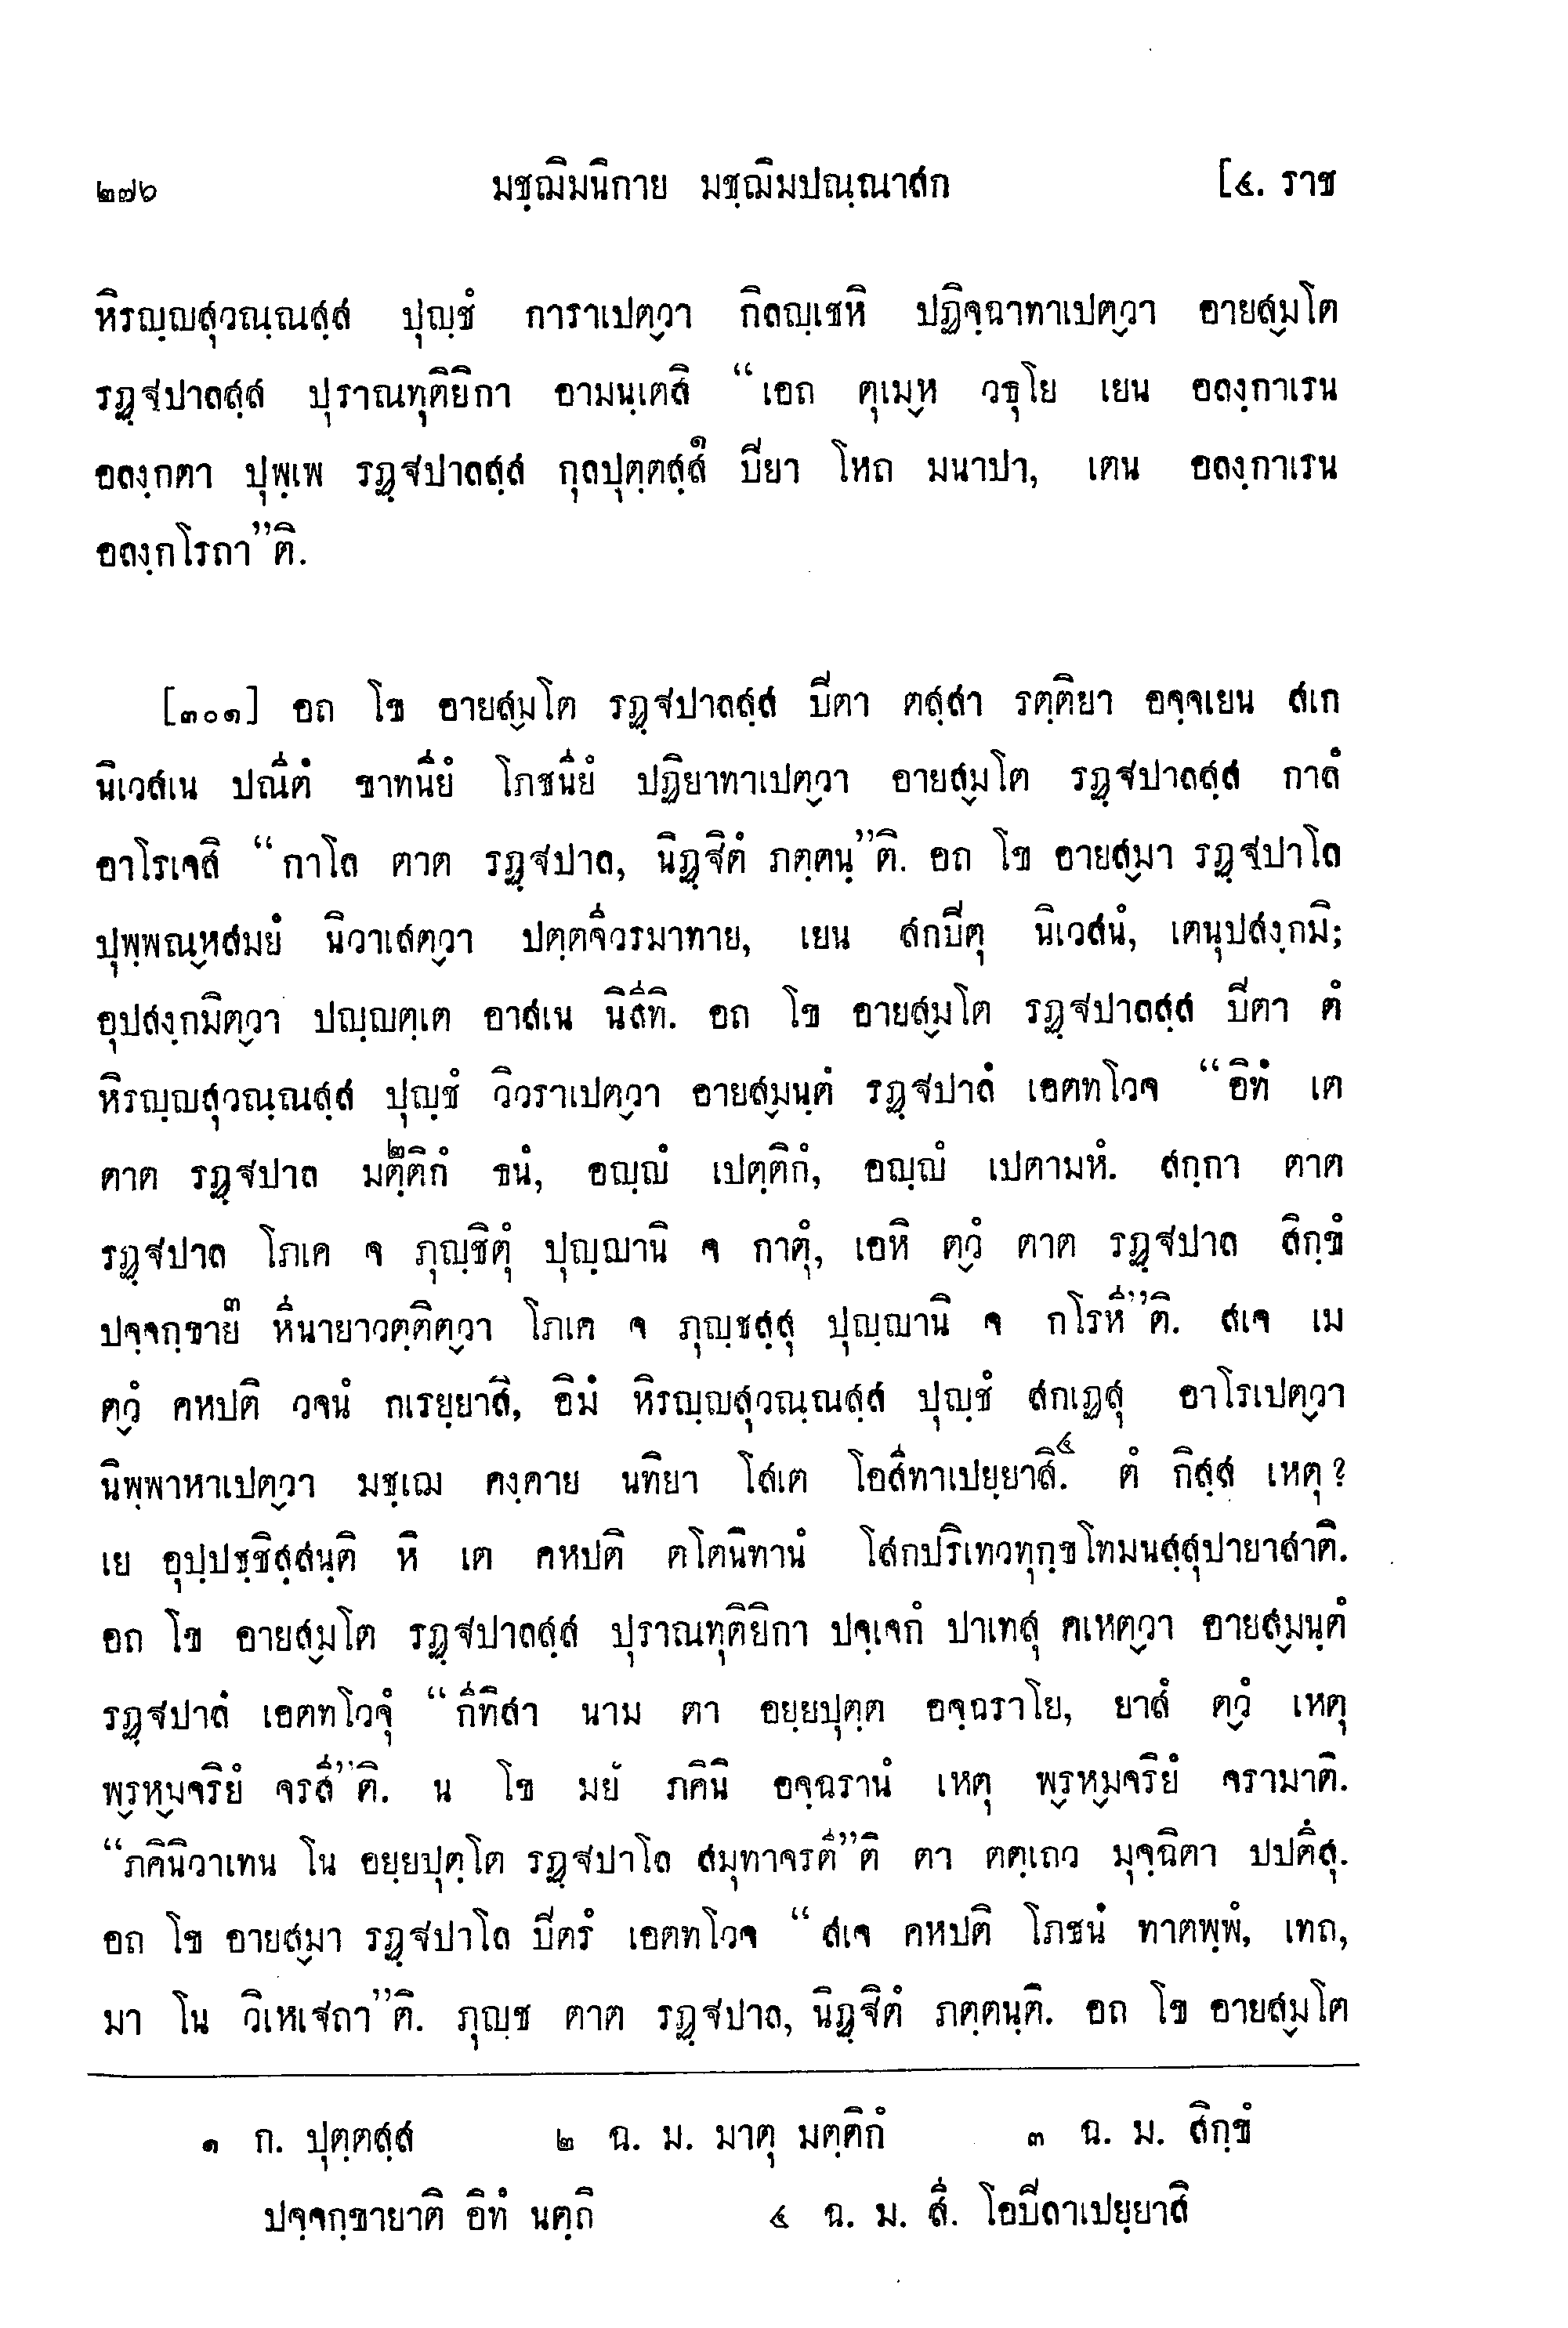 ๒๗๖ มชฺฌิมนิกาย มชฺฌิมปณฺณาสก [๔. ราช
หิรญฺญสุวณฺณสฺส ปุญฺชํ การาเปตฺวา กิลญฺเชหิ ปฏิจฺฉาทาเปตฺวา อายสฺมโต
รฏฺฐปาลสฺส ปุราณทุติยิกา อามนฺเตสิ “เอถ ตุเมฺห วธุโย เยน อลงฺกาเรน
อลงฺกตา ปุพฺเพ รฏฺฐปาลสฺส กุลปุตฺตสฺส๑ ปิยา โหถ มนาปา, เตน อลงฺกาเรน
อลงฺกโรถา”ติ.
[๓๐๑] อถ โข อายสฺมโต รฏฺฐปาลสฺส ปิตา ตสฺสา รตฺติยา อจฺจเยน สเก
นิเวสเน ปณีตํ ขาทนียํ โภชนียํ ปฏิยาทาเปตฺวา อายสฺมโต รฏฺฐปาลสฺส กาลํ
อาโรเจสิ “กาโล ตาต รฏฺฐปาล, นิฏฺฐิตํ ภตฺตนฺ”ติ. อถ โข อายสฺมา รฏฺฐปาโล
ปุพฺพณฺหสมยํ นิวาเสตฺวา ปตฺตจีวรมาทาย, เยน สกปิตุ นิเวสนํ, เตนุปสงฺกมิ;
อุปสงฺกมิตฺวา ปญฺญตฺเต อาสเน นิสีทิ. อถ โข อายสฺมโต รฏฺฐปาลสฺส ปิตา ตํ
หิรญฺญสุวณฺณสฺส ปุญฺชํ วิวราเปตฺวา อายสฺมนฺตํ รฏฺฐปาลํ เอตทโวจ “อิทํ เต
ตาต รฏฺฐปาล มตฺติกํ๒ ธนํ, อญฺญํ เปตฺติกํ, อญฺญํ เปตามหํ. สกฺกา ตาต
รฏฺฐปาล โภเค จ ภุญฺชิตุํ ปุญฺญานิ จ กาตุํ, เอหิ ตฺวํ ตาต รฏฺฐปาล สิกฺขํ
ปจฺจกฺขาย๓ หีนายาวตฺติตฺวา โภเค จ ภุญฺชสฺสุ ปุญฺญานิ จ กโรหี”ติ. สเจ เม
ตฺวํ คหปติ วจนํ กเรยฺยาสิ, อิมํ หิรญฺญสุวณฺณสฺส ปุญฺชํ สกเฏสุ อาโรเปตฺวา
นิพฺพาหาเปตฺวา มชฺเฌ คงฺคาย นทิยา โสเต โอสีทาเปยฺยาสิ.๔ ตํ กิสฺส เหตุ?
เย อุปฺปชฺชิสฺสนฺติ หิ เต คหปติ ตโตนิทานํ โสกปริเทวทุกฺขโทมนสฺสุปายาสาติ.
อถ โข อายสฺมโต รฏฺฐปาลสฺส ปุราณทุติยิกา ปจฺเจกํ ปาเทสุ คเหตฺวา อายสฺมนฺตํ
รฏฺฐปาลํ เอตทโวจุํ “กีทิสา นาม ตา อยฺยปุตฺต อจฺฉราโย, ยาสํ ตฺวํ เหตุ
พฺรหฺมจริยํ จรสี”ติ. น โข มยํ ภคินิ อจฺฉรานํ เหตุ พฺรหฺมจริยํ จรามาติ.
“ภคินิวาเทน โน อยฺยปุตฺโต รฏฺฐปาโล สมุทาจรตี”ติ ตา ตตฺเถว มุจฺฉิตา ปปตึสุ.
อถ โข อายสฺมา รฏฺฐปาโล ปิตรํ เอตทโวจ “สเจ คหปติ โภชนํ ทาตพฺพํ, เทถ,
มา โน วิเหเฐถา”ติ. ภุญฺช ตาต รฏฺฐปาล, นิฏฺฐิตํ ภตฺตนฺติ. อถ โข อายสฺมโต
๑ ก. ปุตฺตสฺส ๒ ฉ. ม. มาตุ มตฺติกํ ๓ ฉ. ม. สิกฺขํ
ปจฺจกฺขายาติ อิทํ นตฺถิ ๔ ฉ. ม. สี. โอปิลาเปยฺยาสิ